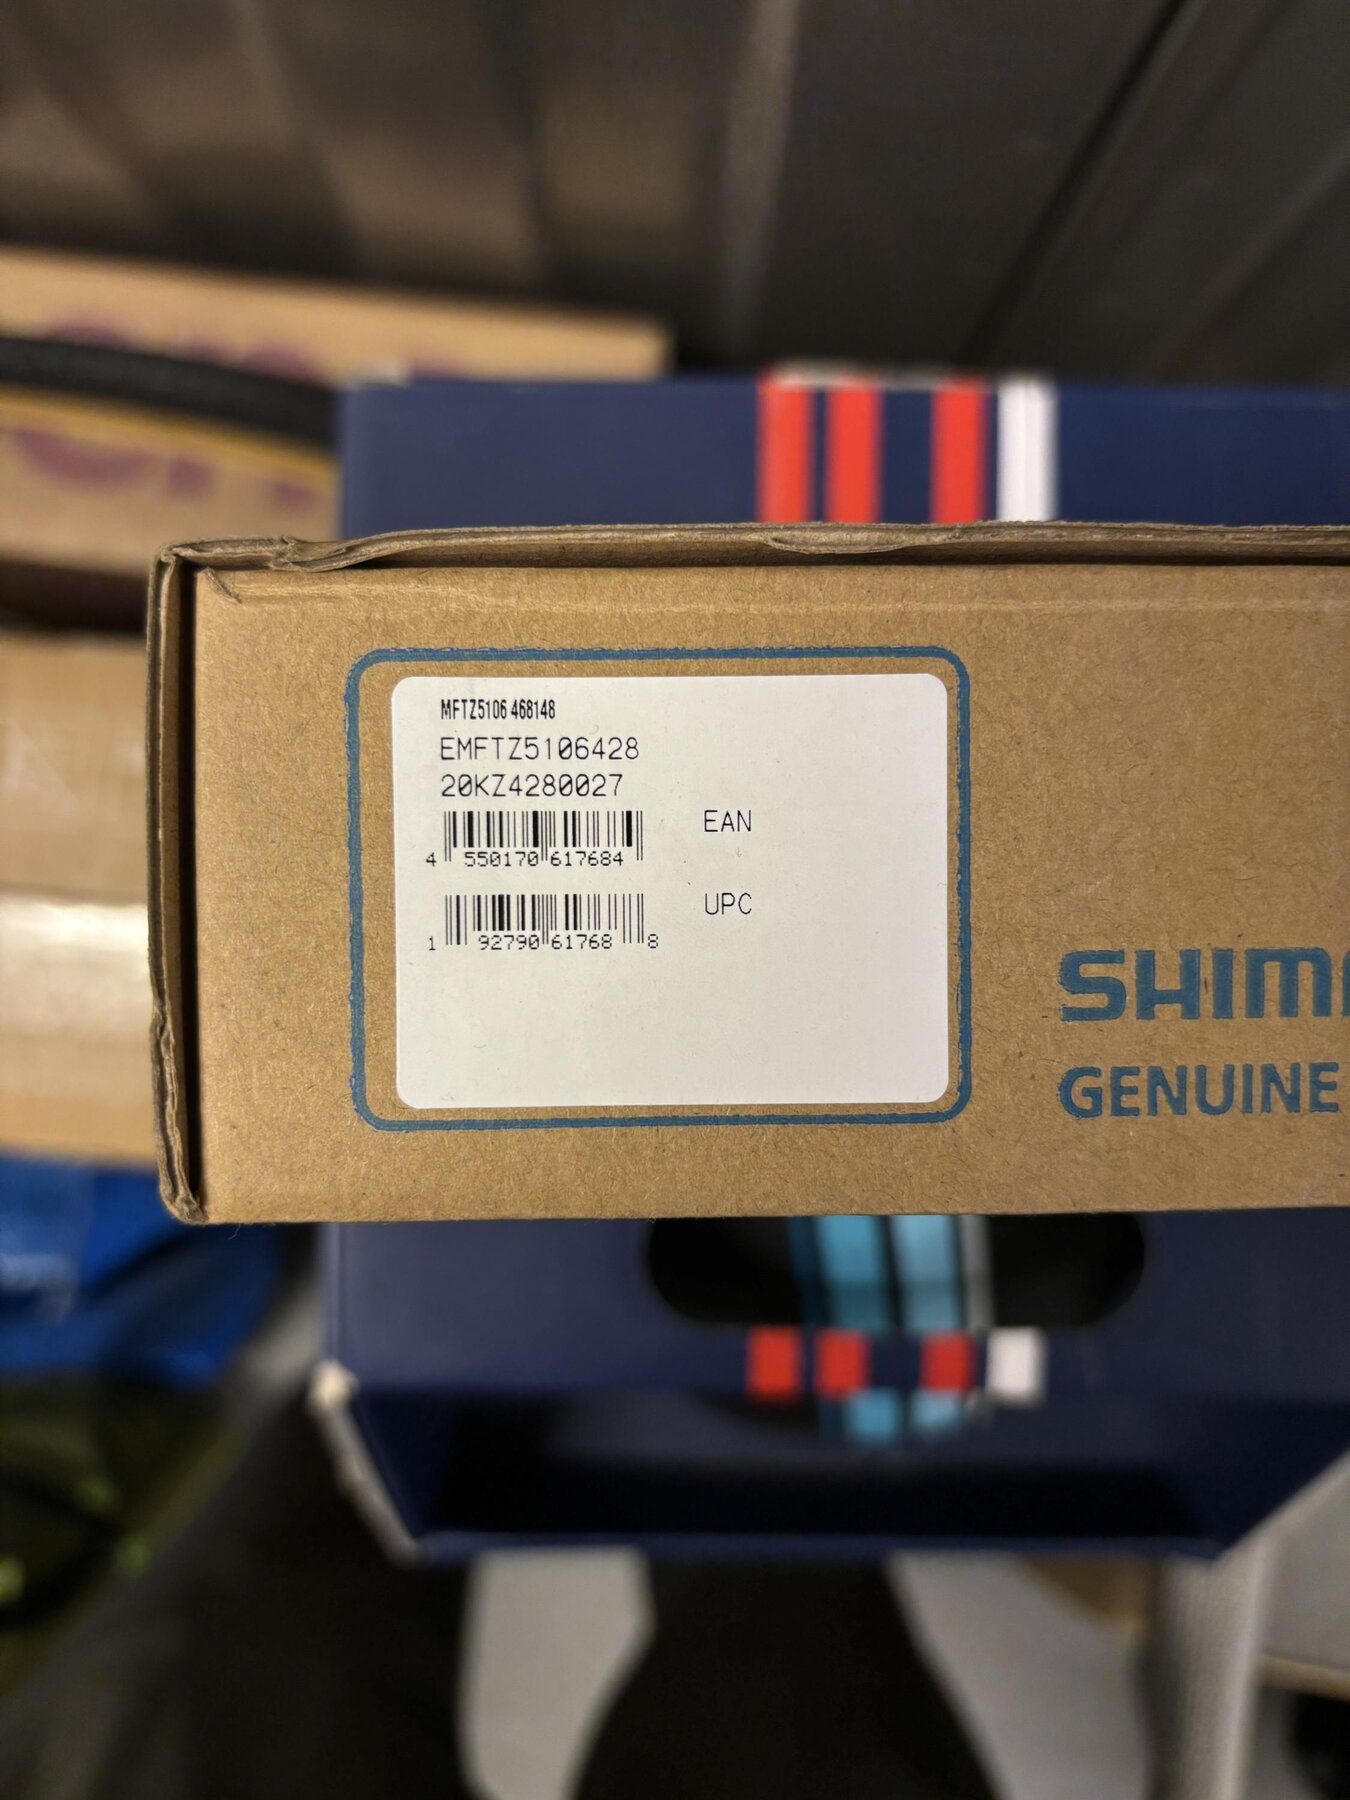 MFTZ5106 468148
EMFTZ5106428
20KZ4280027
EAN
4 550170 617684
UPC
1 92790 61768 8
SHIM
GENUINE